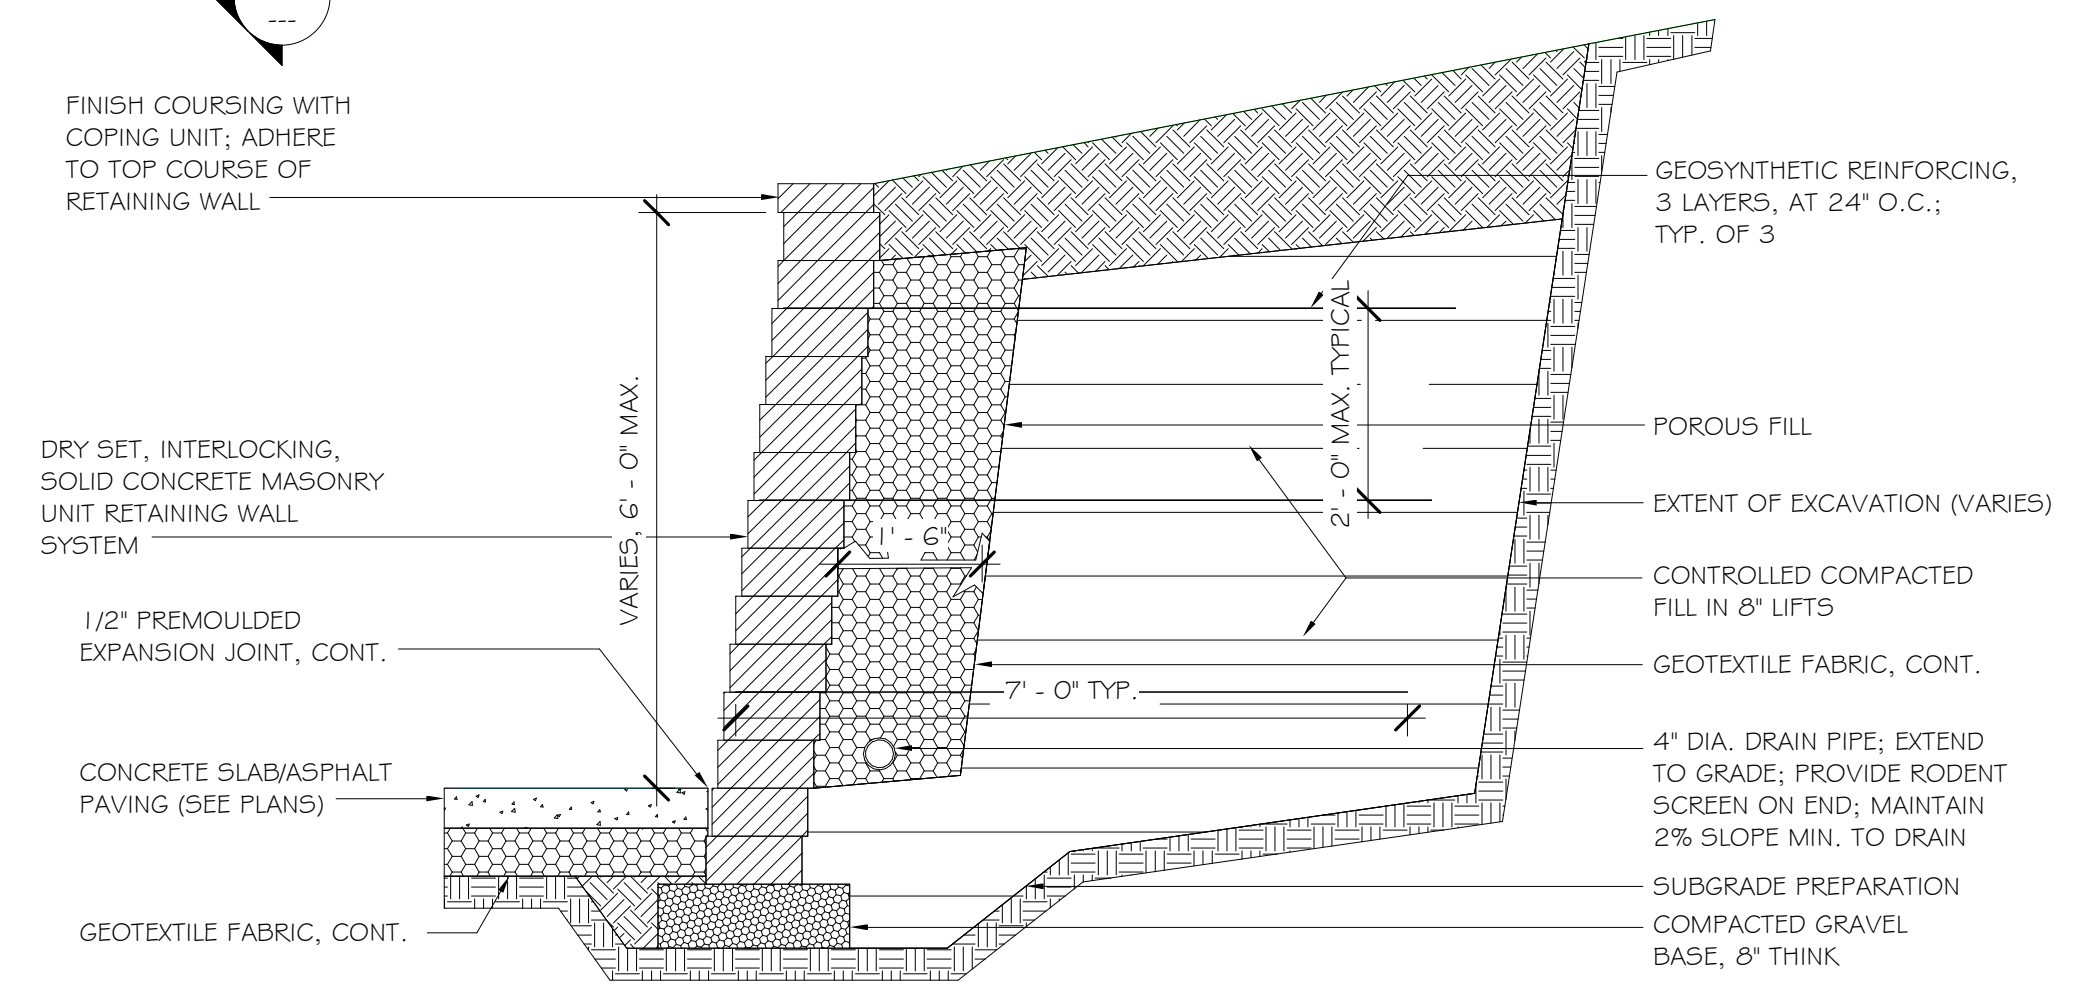 ---
FINISH COURSING WITH
COPING UNIT; ADHERE
TO TOP COURSE OF
RETAINING WALL
DRY SET, INTERLOCKING,
SOLID CONCRETE MASONRY
UNIT RETAINING WALL
SYSTEM
1/2" PREMOULDED
EXPANSION JOINT, CONT.
CONCRETE SLAB/ASPHALT
PAVING (SEE PLANS)
GEOTEXTILE FABRIC, CONT.
VARIES, 6' - 0" MAX.
1' - 6"
7' - 0" TYP.
2' - 0" MAX. TYPICAL
GEOSYNTHETIC REINFORCING,
3 LAYERS, AT 24" O.C.;
TYP. OF 3
POROUS FILL
EXTENT OF EXCAVATION (VARIES)
CONTROLLED COMPACTED
FILL IN 8" LIFTS
GEOTEXTILE FABRIC, CONT.
4" DIA. DRAIN PIPE; EXTEND
TO GRADE; PROVIDE RODENT
SCREEN ON END; MAINTAIN
2% SLOPE MIN. TO DRAIN
SUBGRADE PREPARATION
COMPACTED GRAVEL
BASE, 8" THINK